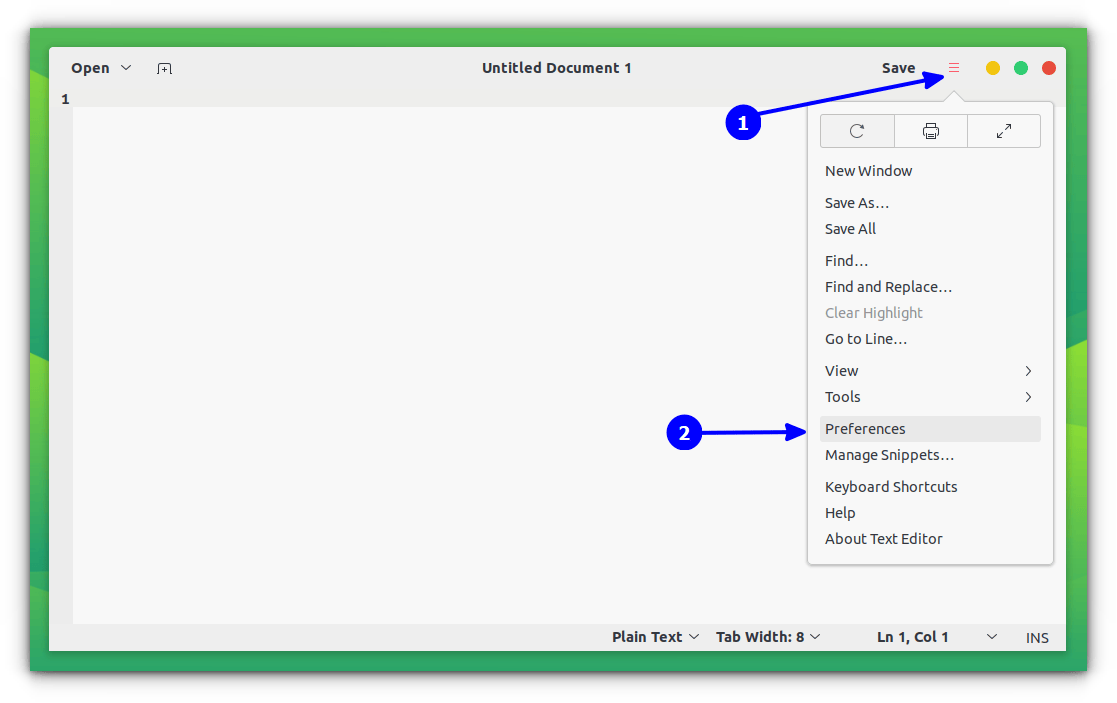 Open
Untitled Document 1
Save
1
1
New Window
Save As...
Save All
Find...
Find and Replace...
Clear Highlight
Go to Line...
View
Tools
2
Preferences
Manage Snippets...
Keyboard Shortcuts
Help
About Text Editor
Plain Text
Tab Width: 8
Ln 1, Col 1
INS